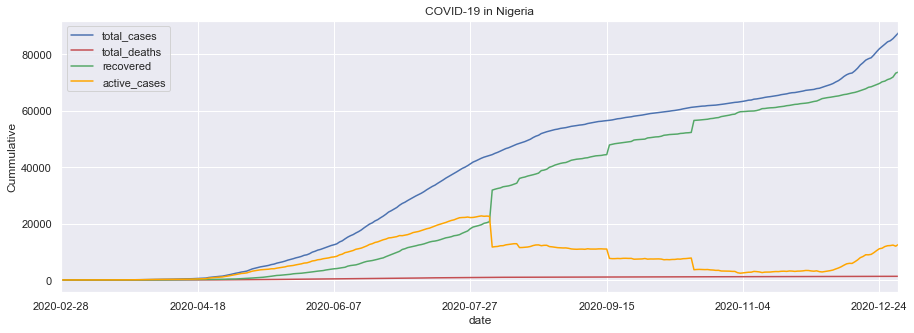 COVID-19 in Nigeria
total_cases
total_deaths
recovered
active_cases
Cummulative
80000
60000
40000
20000
0
2020-02-28 2020-04-18 2020-06-07 2020-07-27 2020-09-15 2020-11-04 2020-12-24
date